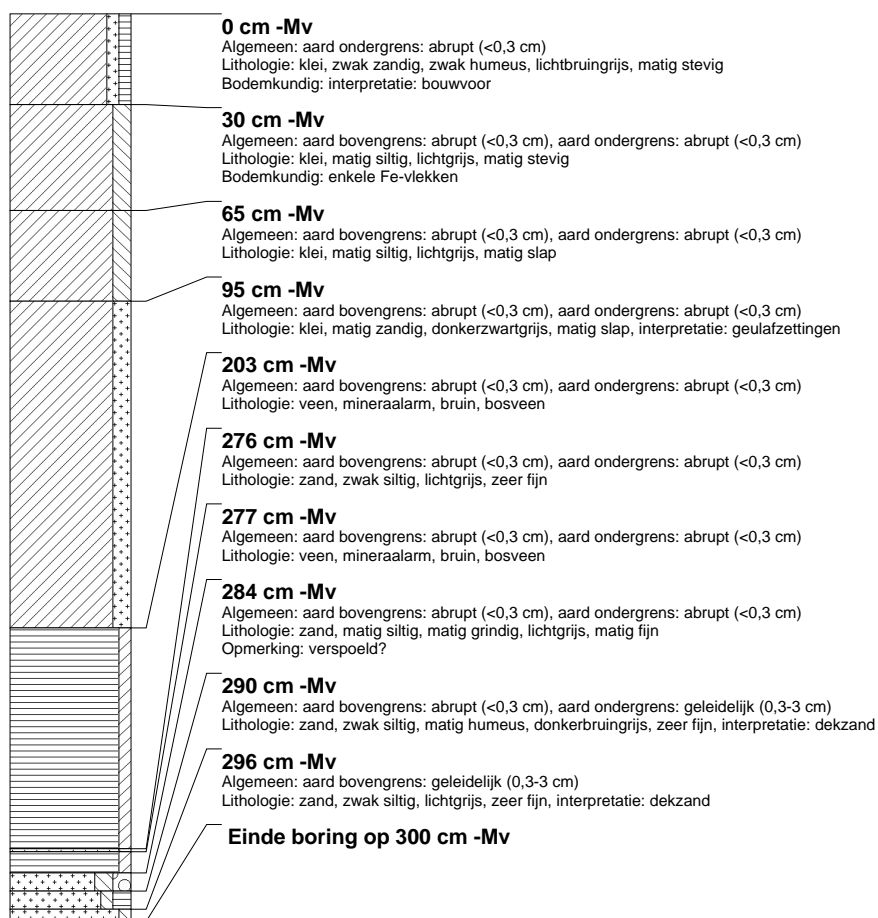 0 cm -Mv
Algemeen: aard ondergrens: abrupt (<0,3 cm)
Lithologie: klei, zwak zandig, zwak humeus, lichtbruingrijs, matig stevig
Bodemkundig: interpretatie: bouwvoor
30 cm -Mv
Algemeen: aard bovengrens: abrupt (<0,3 cm), aard ondergrens: abrupt (<0,3 cm)
Lithologie: klei, matig siltig, lichtgrijs, matig stevig
Bodemkundig: enkele Fe-vlekken
65 cm -Mv
Algemeen: aard bovengrens: abrupt (<0,3 cm), aard ondergrens: abrupt (<0,3 cm)
Lithologie: klei, matig siltig, lichtgrijs, matig slap
95 cm -Mv
Algemeen: aard bovengrens: abrupt (<0,3 cm), aard ondergrens: abrupt (<0,3 cm)
Lithologie: klei, matig zandig, donkerzwartgrijs, matig slap, interpretatie: geulafzettingen
203 cm -Mv
Algemeen: aard bovengrens: abrupt (<0,3 cm), aard ondergrens: abrupt (<0,3 cm)
Lithologie: veen, mineraalarm, bruin, bosveen
276 cm -Mv
Algemeen: aard bovengrens: abrupt (<0,3 cm), aard ondergrens: abrupt (<0,3 cm)
Lithologie: zand, zwak siltig, lichtgrijs, zeer fijn
277 cm -Mv
Algemeen: aard bovengrens: abrupt (<0,3 cm), aard ondergrens: abrupt (<0,3 cm)
Lithologie: veen, mineraalarm, bruin, bosveen
284 cm -Mv
Algemeen: aard bovengrens: abrupt (<0,3 cm), aard ondergrens: abrupt (<0,3 cm)
Lithologie: zand, matig siltig, matig grindig, lichtgrijs, matig fijn
Opmerking: verspoeld?
290 cm -Mv
Algemeen: aard bovengrens: abrupt (<0,3 cm), aard ondergrens: geleidelijk (0,3-3 cm)
Lithologie: zand, zwak siltig, matig humeus, donkerbruingrijs, zeer fijn, interpretatie: dekzand
296 cm -Mv
Algemeen: aard bovengrens: geleidelijk (0,3-3 cm)
Lithologie: zand, zwak siltig, lichtgrijs, zeer fijn, interpretatie: dekzand
Einde boring op 300 cm -Mv